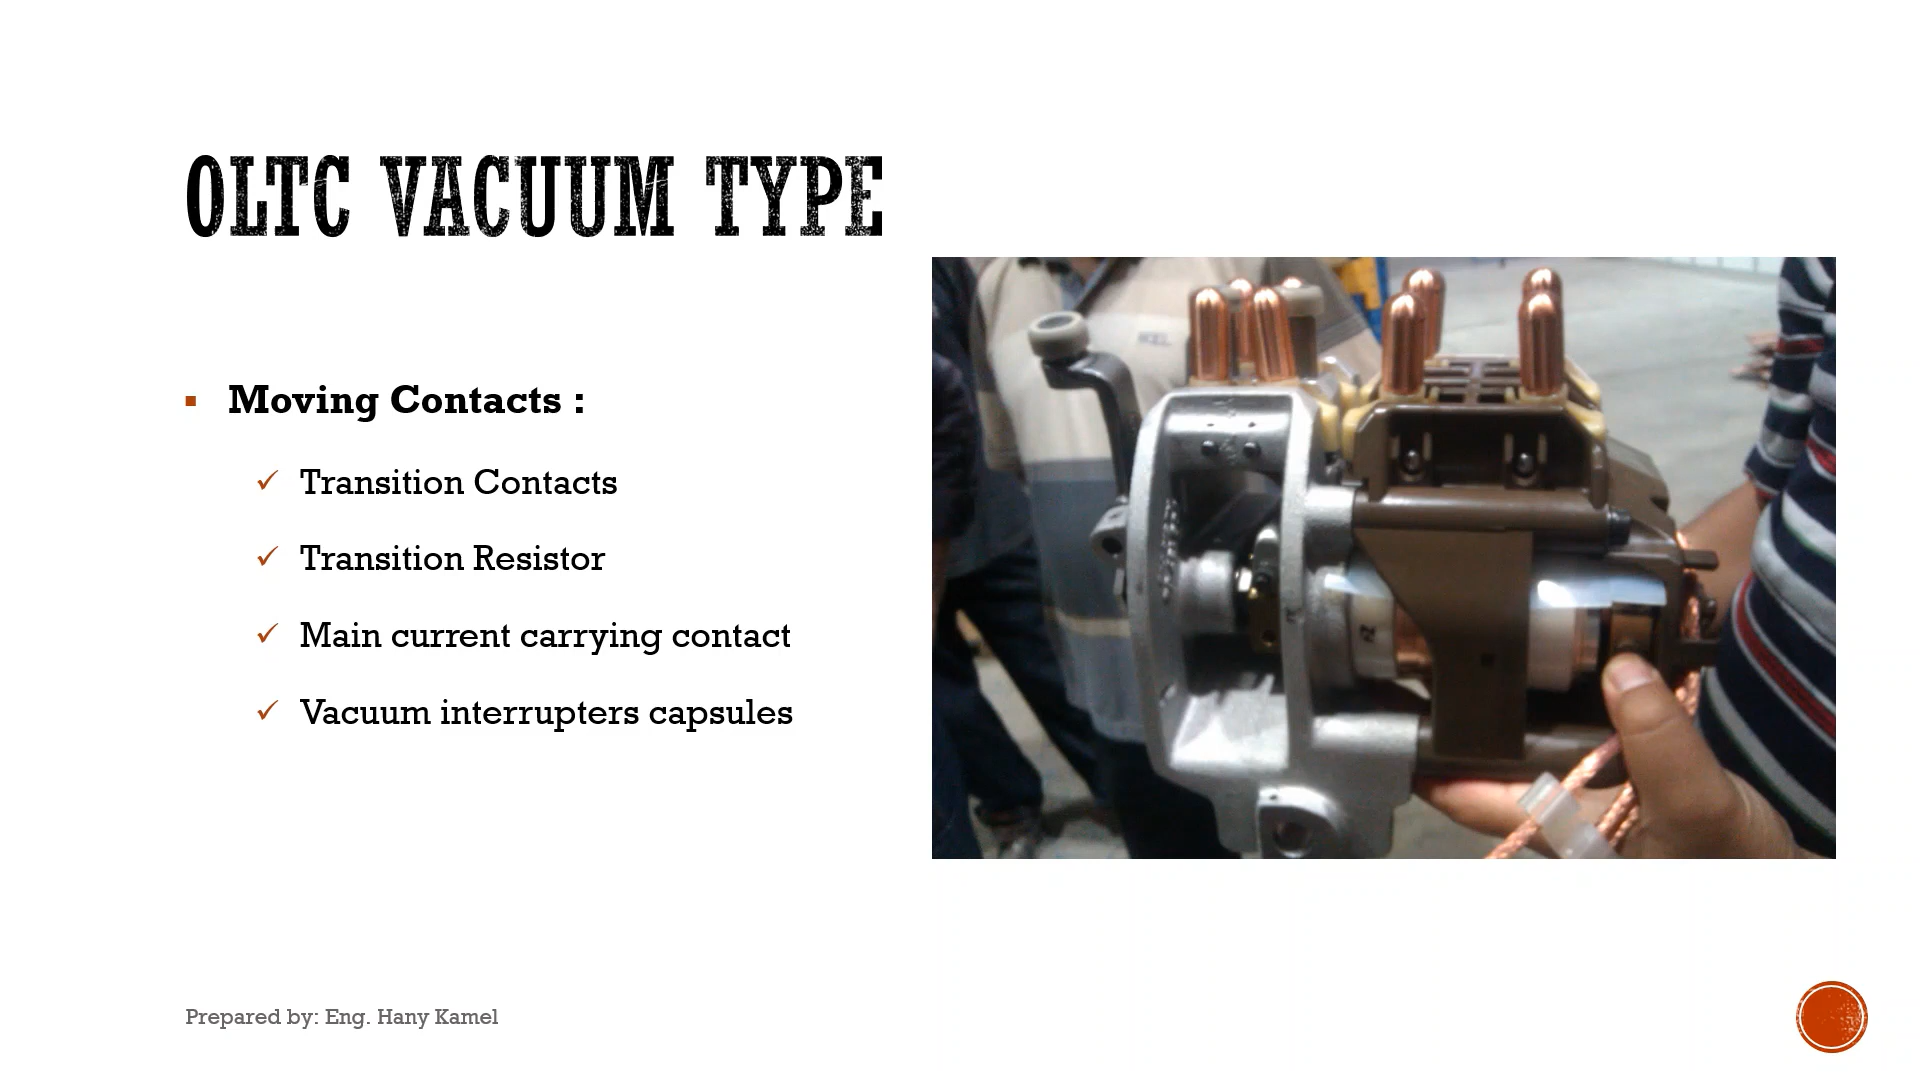 OLTC VACUUM TYPE
Moving Contacts :
Transition Contacts
Transition Resistor
Main current carrying contact
Vacuum interrupters capsules
Prepared by: Eng. Hany Kamel